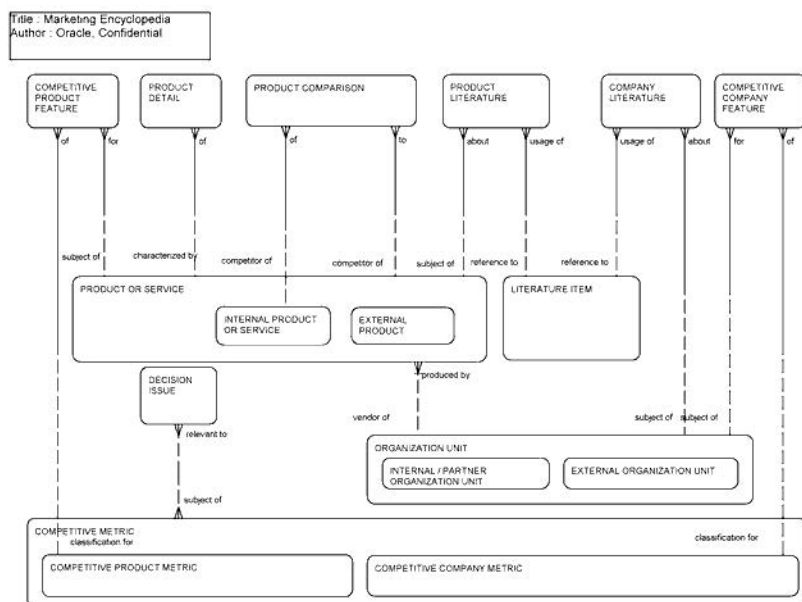 Title : Marketing Encyclopedia
Author : Oracle, Confidential
COMPETITIVE
PRODUCT
FEATURE
PRODUCT
DETAIL
PRODUCT COMPARISON
PRODUCT
LITERATURE
COMPANY
LITERATURE
COMPETITIVE
COMPANY
FEATURE
of
for
of
of
to
about
usage of
usage of
about
for
of
subject of
characterized by
competitor of
competitor of
subject of
reference to
reference to
PRODUCT OR SERVICE
LITERATURE ITEM
INTERNAL PRODUCT
OR SERVICE
EXTERNAL
PRODUCT
DECISION
ISSUE
produced by
vendor of
subject of
subject of
relevant to
ORGANIZATION UNIT
INTERNAL / PARTNER
ORGANIZATION UNIT
EXTERNAL ORGANIZATION UNIT
subject of
COMPETITIVE METRIC
classification for
classification for
COMPETITIVE PRODUCT METRIC
COMPETITIVE COMPANY METRIC